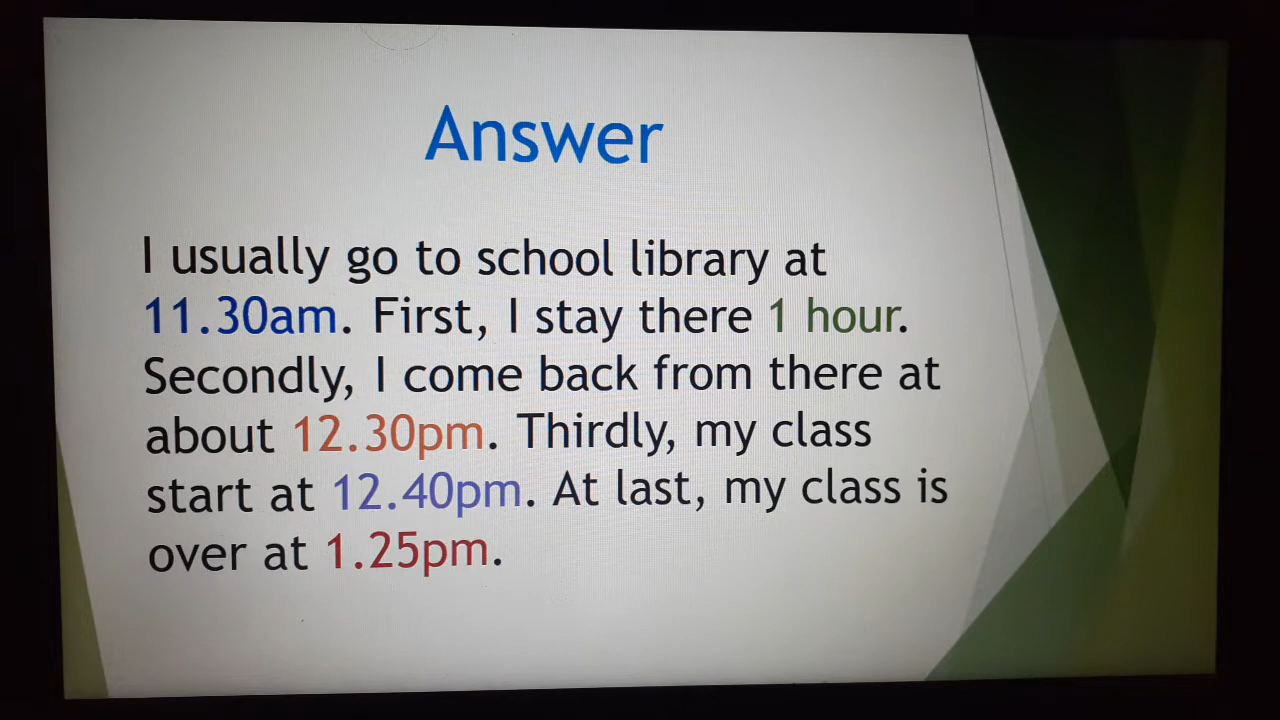 Answer
I usually go to school library at
11.30am. First, I stay there 1 hour.
Secondly, I come back from there at
about 12.30pm. Thirdly, my class
start at 12.40pm. At last, my class is
over at 1.25pm.